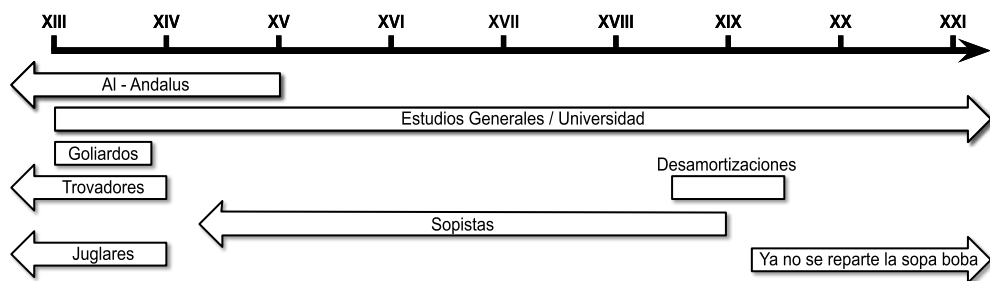 XIII XIV XV XVI XVII XVIII XIX XX XXI
Al - Andalus
Estudios Generales / Universidad
Goliardos
Desamortizaciones
Trovadores
Sopistas
Juglares
Ya no se reparte la sopa boba